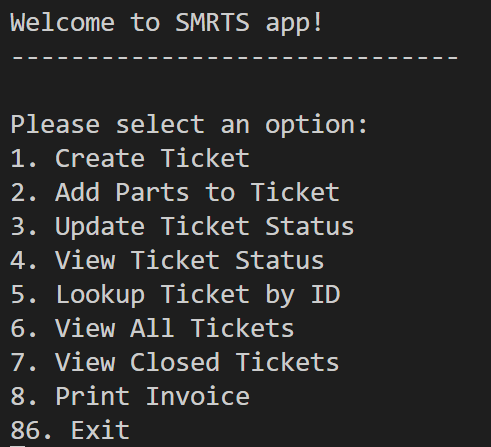 Welcome to SMRTS app!
------------------------------
Please select an option:
1. Create Ticket
2. Add Parts to Ticket
3. Update Ticket Status
4. View Ticket Status
5. Lookup Ticket by ID
6. View All Tickets
7. View Closed Tickets
8. Print Invoice
86. Exit